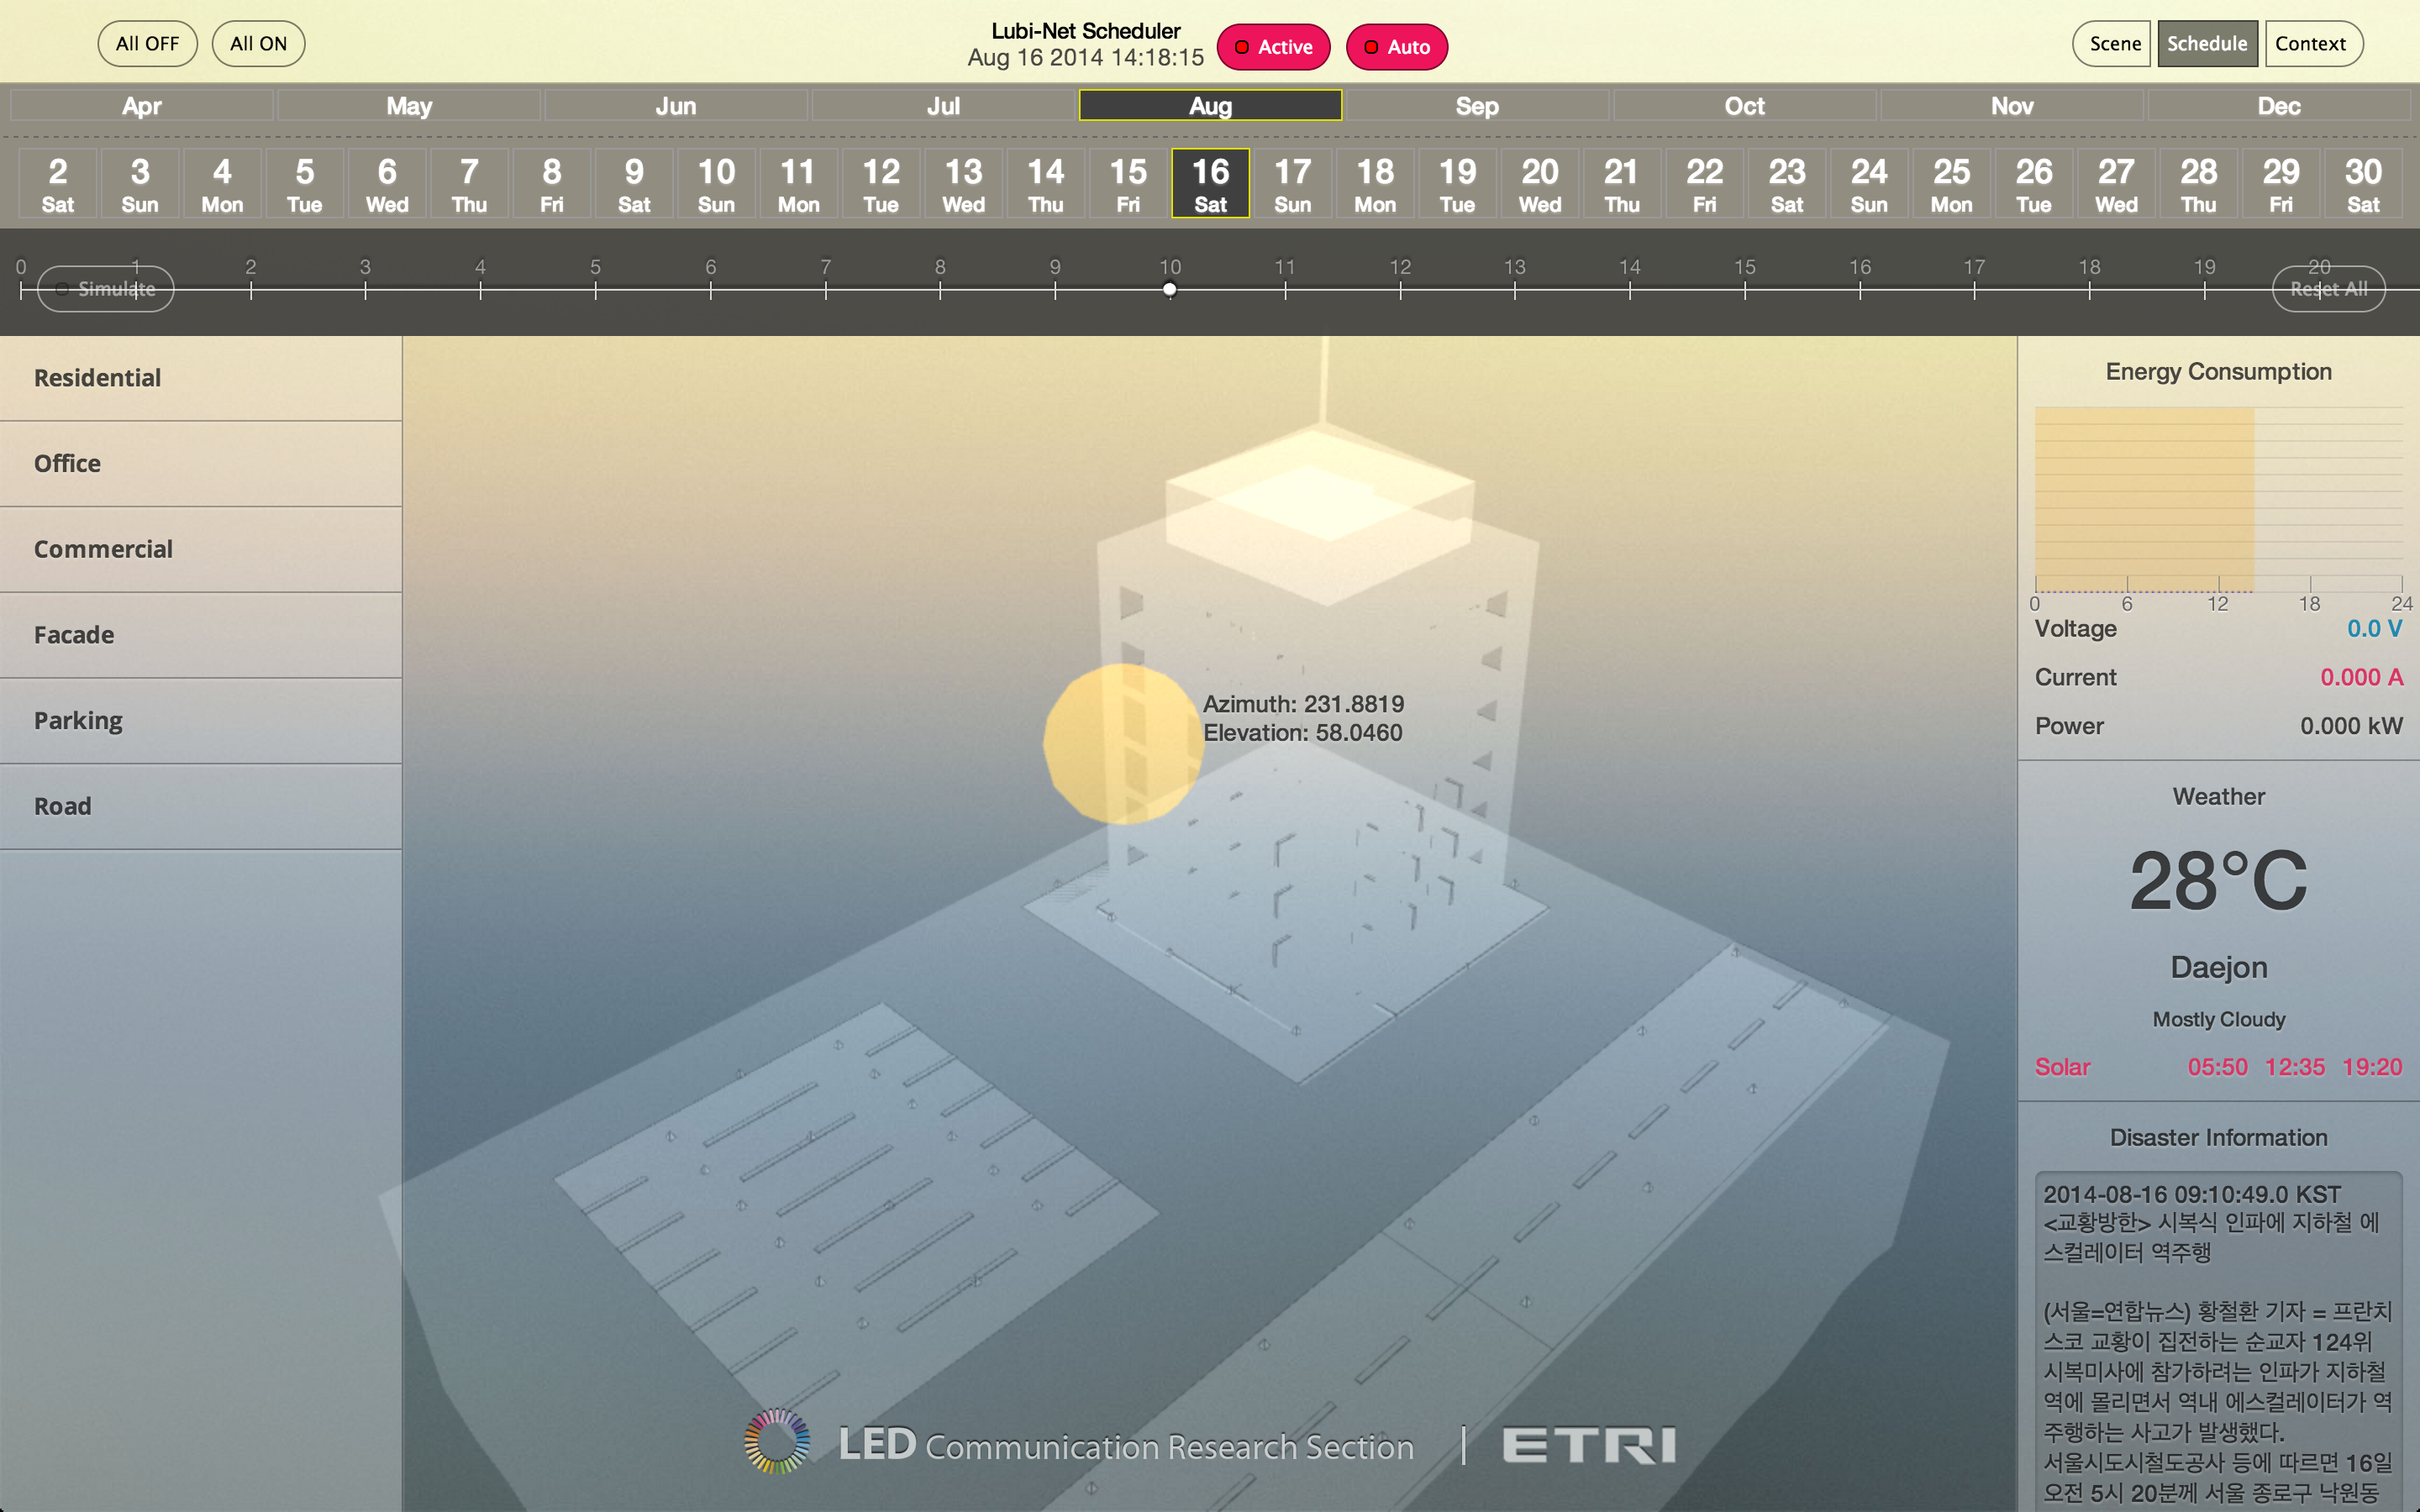 All OFF
All ON
Lubi-Net Scheduler
Aug 16 2014 14:18:15
Active
Auto
Scene
Schedule
Context
Apr May Jun Jul Aug Sep Oct Nov Dec
2 3 4 5 6 7 8 9 10 11 12 13 14 15 16 17 18 19 20 21 22 23 24 25 26 27 28 29 30
Sat Sun Mon Tue Wed Thu Fri Sat Sun Mon Tue Wed Thu Fri Sat Sun Mon Tue Wed Thu Fri Sat Sun Mon Tue Wed Thu Fri Sat
0 1 2 3 4 5 6 7 8 9 10 11 12 13 14 15 16 17 18 19 20
Simulate
Reset All
Residential
Office
Commercial
Facade
Parking
Road
Azimuth: 231.8819
Elevation: 58.0460
LED Communication Research Section | ETRI
Energy Consumption
0 6 12 18 24
Voltage 0.0 V
Current 0.000 A
Power 0.000 kW
Weather
28°C
Daejon
Mostly Cloudy
Solar 05:50 12:35 19:20
Disaster Information
2014-08-16 09:10:49.0 KST
<교황방한> 시복식 인파에 지하철 에
스컬레이터 역주행
(서울=연합뉴스) 황철환 기자 = 프란치
스코 교황이 집전하는 순교자 124위
시복미사에 참가하려는 인파가 지하철
역에 몰리면서 역내 에스컬레이터가 역
주행하는 사고가 발생했다.
서울시도시철도공사 등에 따르면 16일
오전 5시 20분께 서울 종로구 낙원동